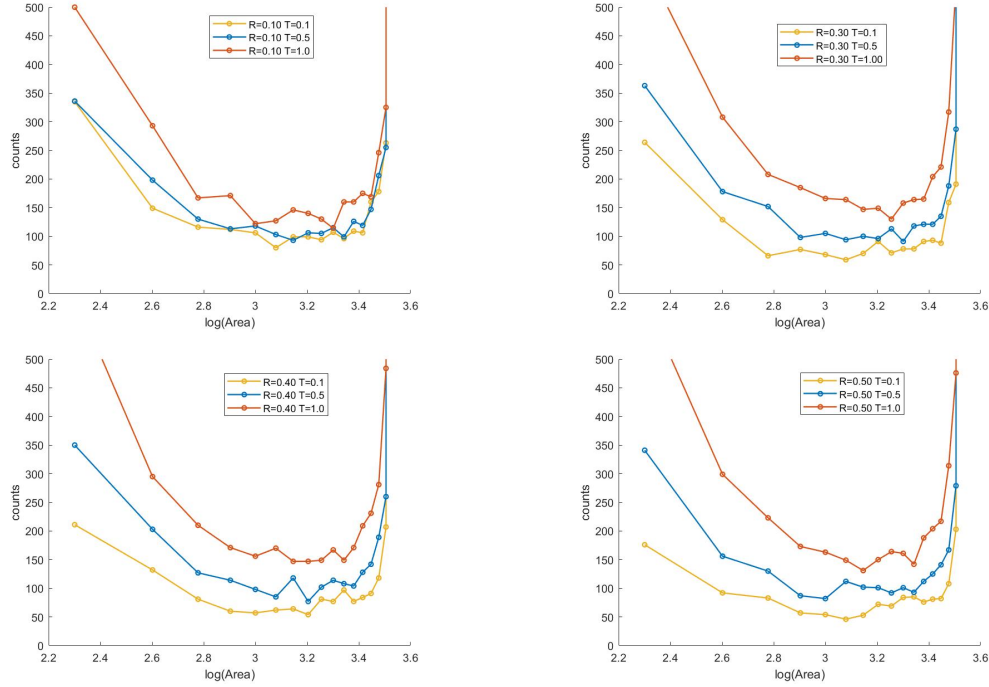 500
450
400
350
300
250
200
150
100
50
0
counts
R=0.10 T=0.1
R=0.10 T=0.5
R=0.10 T=1.0
2.2 2.4 2.6 2.8 3 3.2 3.4 3.6
log(Area)
500
450
400
350
300
250
200
150
100
50
0
counts
R=0.30 T=0.1
R=0.30 T=0.5
R=0.30 T=1.00
2.2 2.4 2.6 2.8 3 3.2 3.4 3.6
log(Area)
500
450
400
350
300
250
200
150
100
50
0
counts
R=0.40 T=0.1
R=0.40 T=0.5
R=0.40 T=1.0
2.2 2.4 2.6 2.8 3 3.2 3.4 3.6
log(Area)
500
450
400
350
300
250
200
150
100
50
0
counts
R=0.50 T=0.1
R=0.50 T=0.5
R=0.50 T=1.0
2.2 2.4 2.6 2.8 3 3.2 3.4 3.6
log(Area)